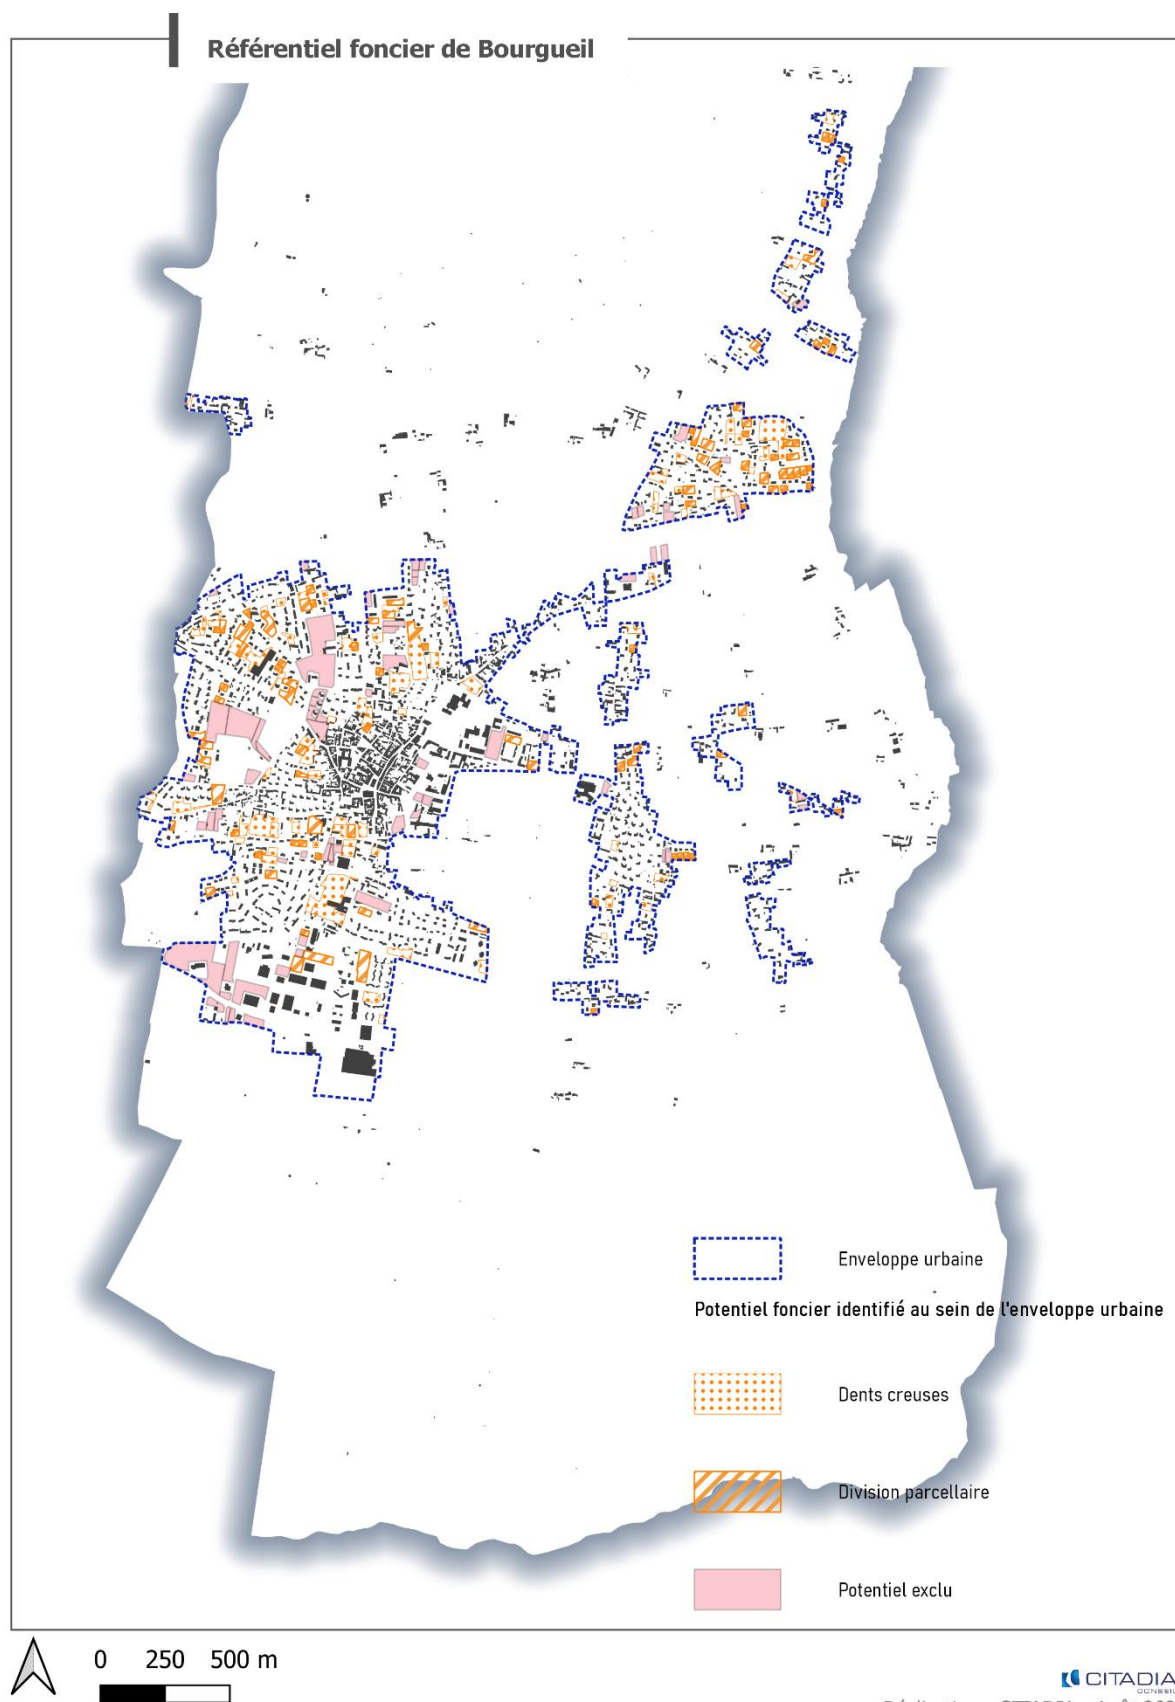 Référentiel foncier de Bourgueil
Enveloppe urbaine
Potentiel foncier identifié au sein de l'enveloppe urbaine
Dents creuses
Division parcellaire
Potentiel exclu
0 250 500 m
CITADIA